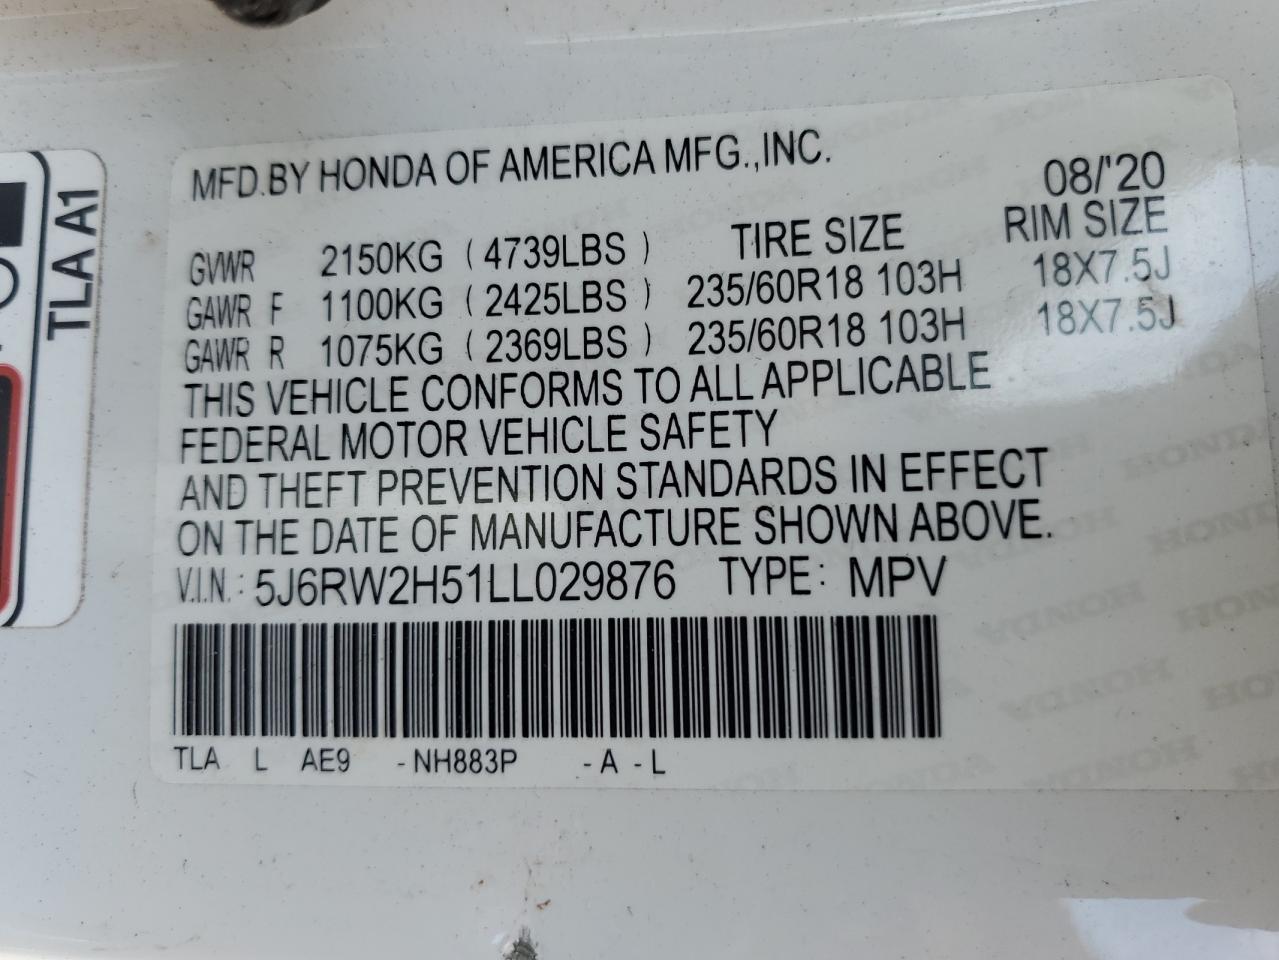 MFD.BY HONDA OF AMERICA MFG.,INC.
08/'20
GVWR 2150KG (4739LBS) TIRE SIZE RIM SIZE
GAWR F 1100KG (2425LBS) 235/60R18 103H 18X7.5J
GAWR R 1075KG (2369LBS) 235/60R18 103H 18X7.5J
THIS VEHICLE CONFORMS TO ALL APPLICABLE
FEDERAL MOTOR VEHICLE SAFETY
AND THEFT PREVENTION STANDARDS IN EFFECT
ON THE DATE OF MANUFACTURE SHOWN ABOVE.
V.I.N.: 5J6RW2H51LL029876 TYPE: MPV
TLA L AE9 -NH883P -A -L
TLA A1